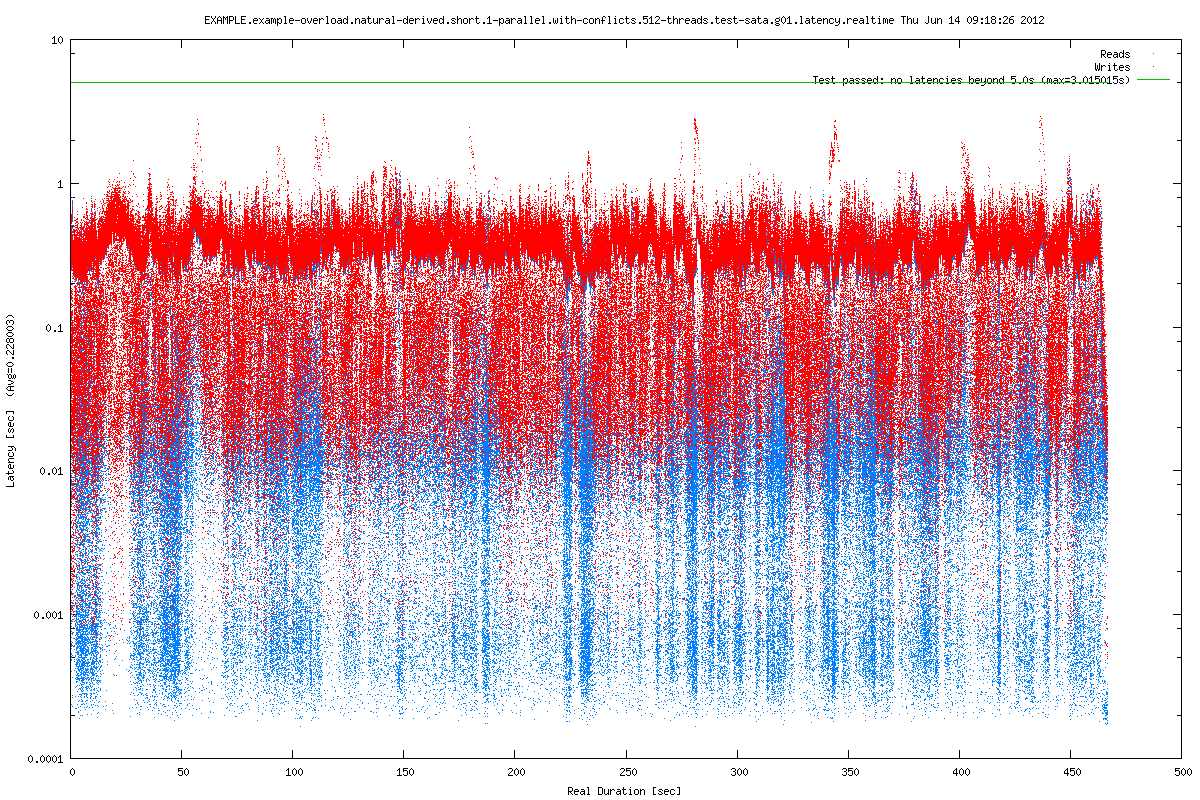 EXAMPLE.example-overload.natural-derived.short.1-parallel.with-conflicts.512-threads.test-sata.g01.latency.realtime Thu Jun 14 09:18:26 2012
Reads
Writes
Test passed: no latencies beyond 5.0s (max=3.015015s)
10
1
0.1
0.01
0.001
0.0001
Latency [sec] (Avg=0.228003)
0 50 100 150 200 250 300 350 400 450 500
Real Duration [sec]